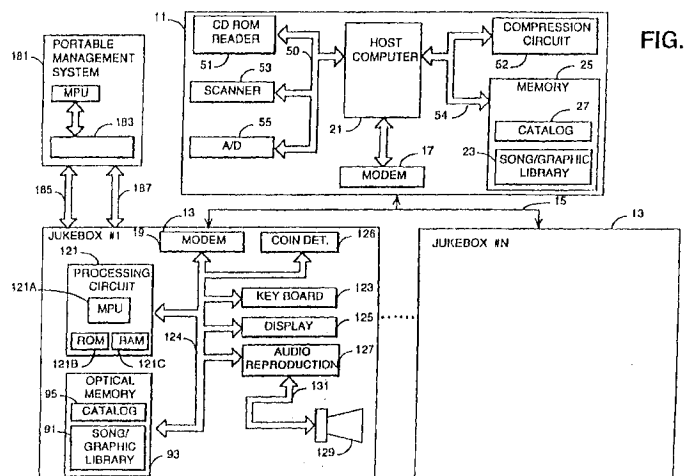 FIG.
11
CD ROM
READER
51
50
SCANNER
53
A/D
55
HOST
COMPUTER
21
MODEM
17
COMPRESSION
CIRCUIT
52
25
MEMORY
54
27
CATALOG
23
SONG/GRAPHIC
LIBRARY
181
PORTABLE
MANAGEMENT
SYSTEM
MPU
183
185
187
15
13
JUKEBOX #1
19
MODEM
COIN DET.
126
121
PROCESSING
CIRCUIT
121A
MPU
ROM
RAM
121B
121C
124
KEY BOARD
123
DISPLAY
125
AUDIO
REPRODUCTION
127
131
129
OPTICAL
MEMORY
95
CATALOG
91
SONG/
GRAPHIC
LIBRARY
93
13
JUKEBOX #N